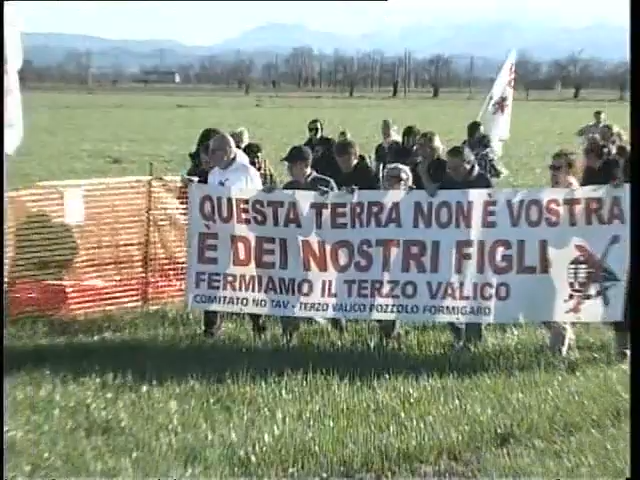 QUESTA TERRA NON È VOSTRA
È DEI NOSTRI FIGLI
FERMIAMO IL TERZO VALICO
COMITATO NO TAV - TERZO VALICO POZZOLO FORMIGARO